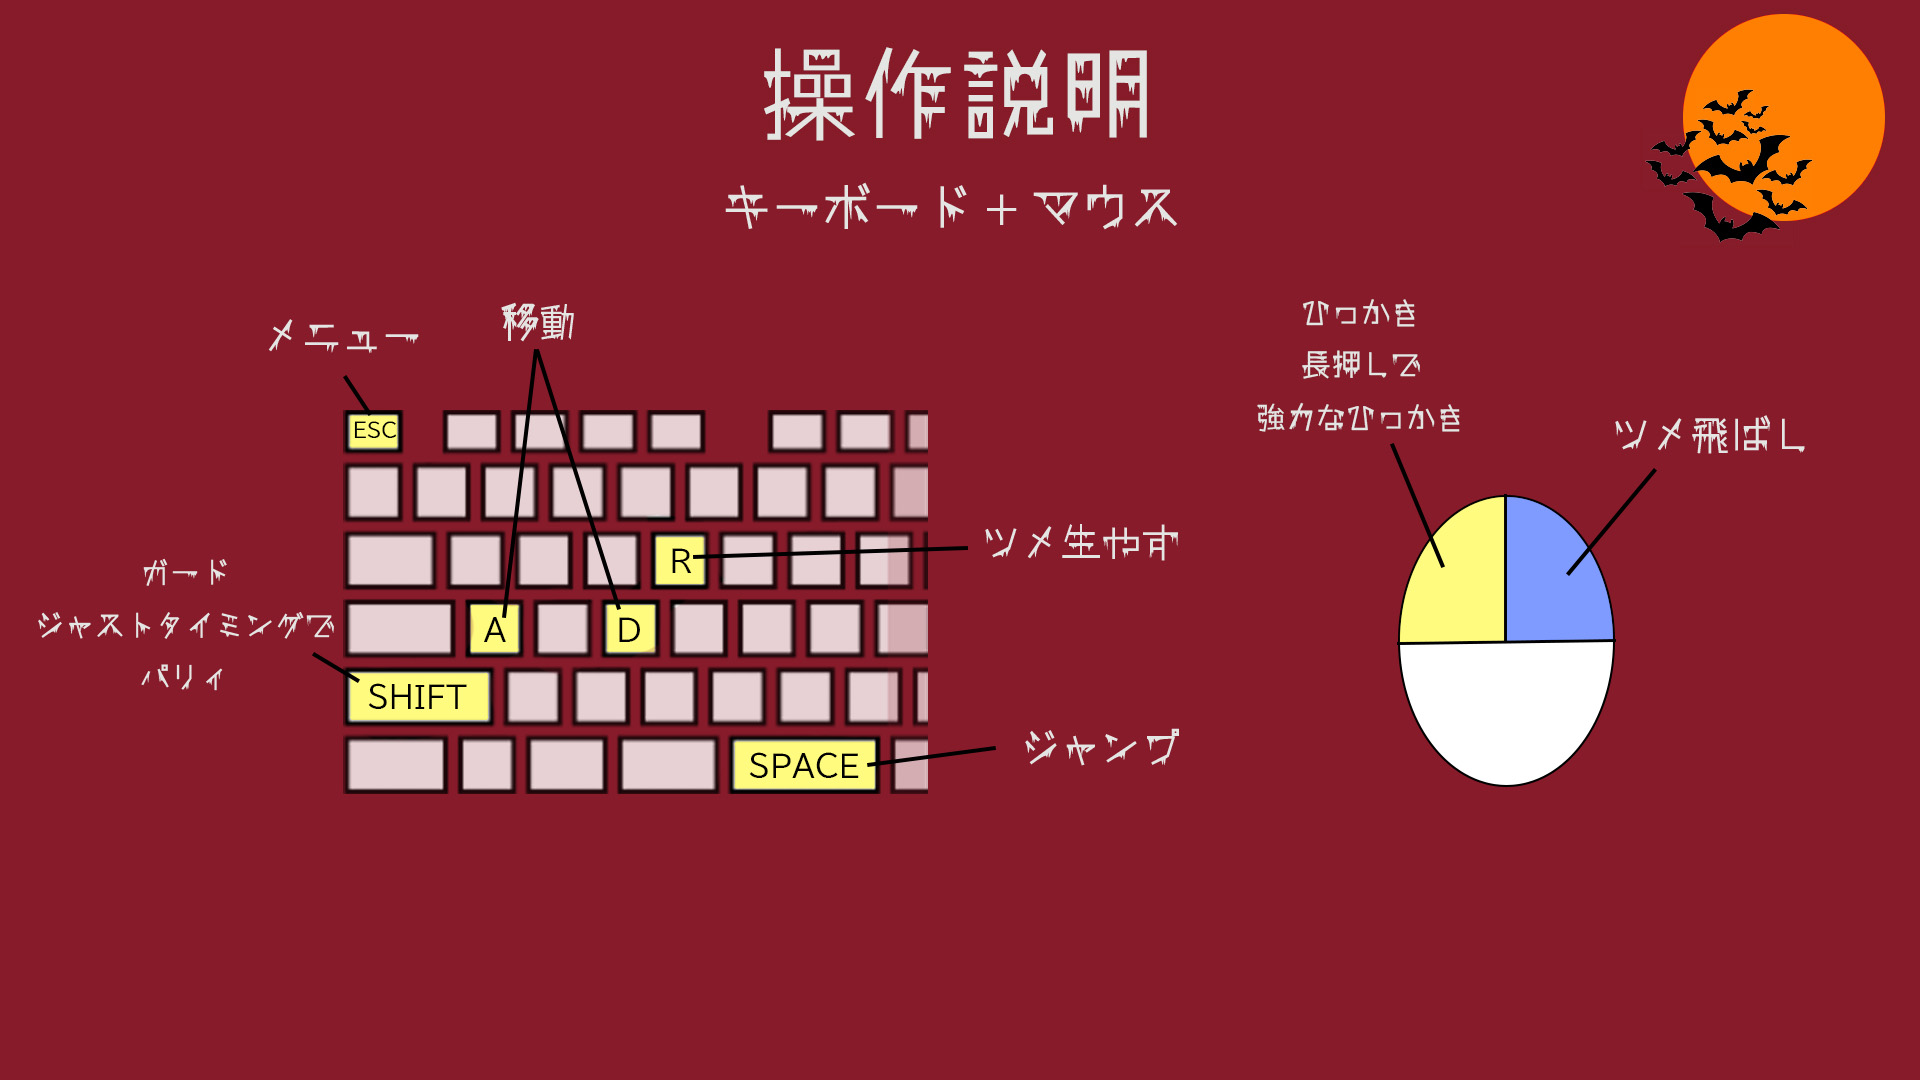 操作説明
キーボード＋マウス
メニュー
移動
ひっかき
長押しで
強力なひっかき
ツメ飛ばし
ESC
R
ツメ生やす
ガード
ジャストタイミングで
パリィ
A
D
SHIFT
SPACE
ジャンプ